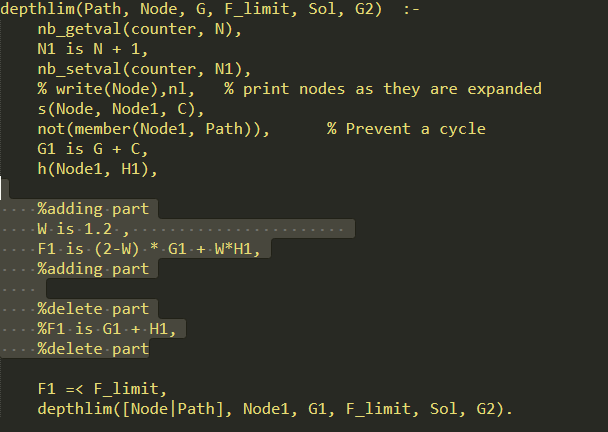 depthlim(Path, Node, G, F_limit, Sol, G2)  :-
    nb_getval(counter, N),
    N1 is N + 1,
    nb_setval(counter, N1),
    % write(Node),nl,   % print nodes as they are expanded
    s(Node, Node1, C),
    not(member(Node1, Path)),      % Prevent a cycle
    G1 is G + C,
    h(Node1, H1),
    %adding part
    W is 1.2 ,
    F1 is (2-W) * G1 + W*H1,
    %adding part
    %delete part
    %F1 is G1 + H1,
    %delete part
    F1 =< F_limit,
    depthlim([Node|Path], Node1, G1, F_limit, Sol, G2).